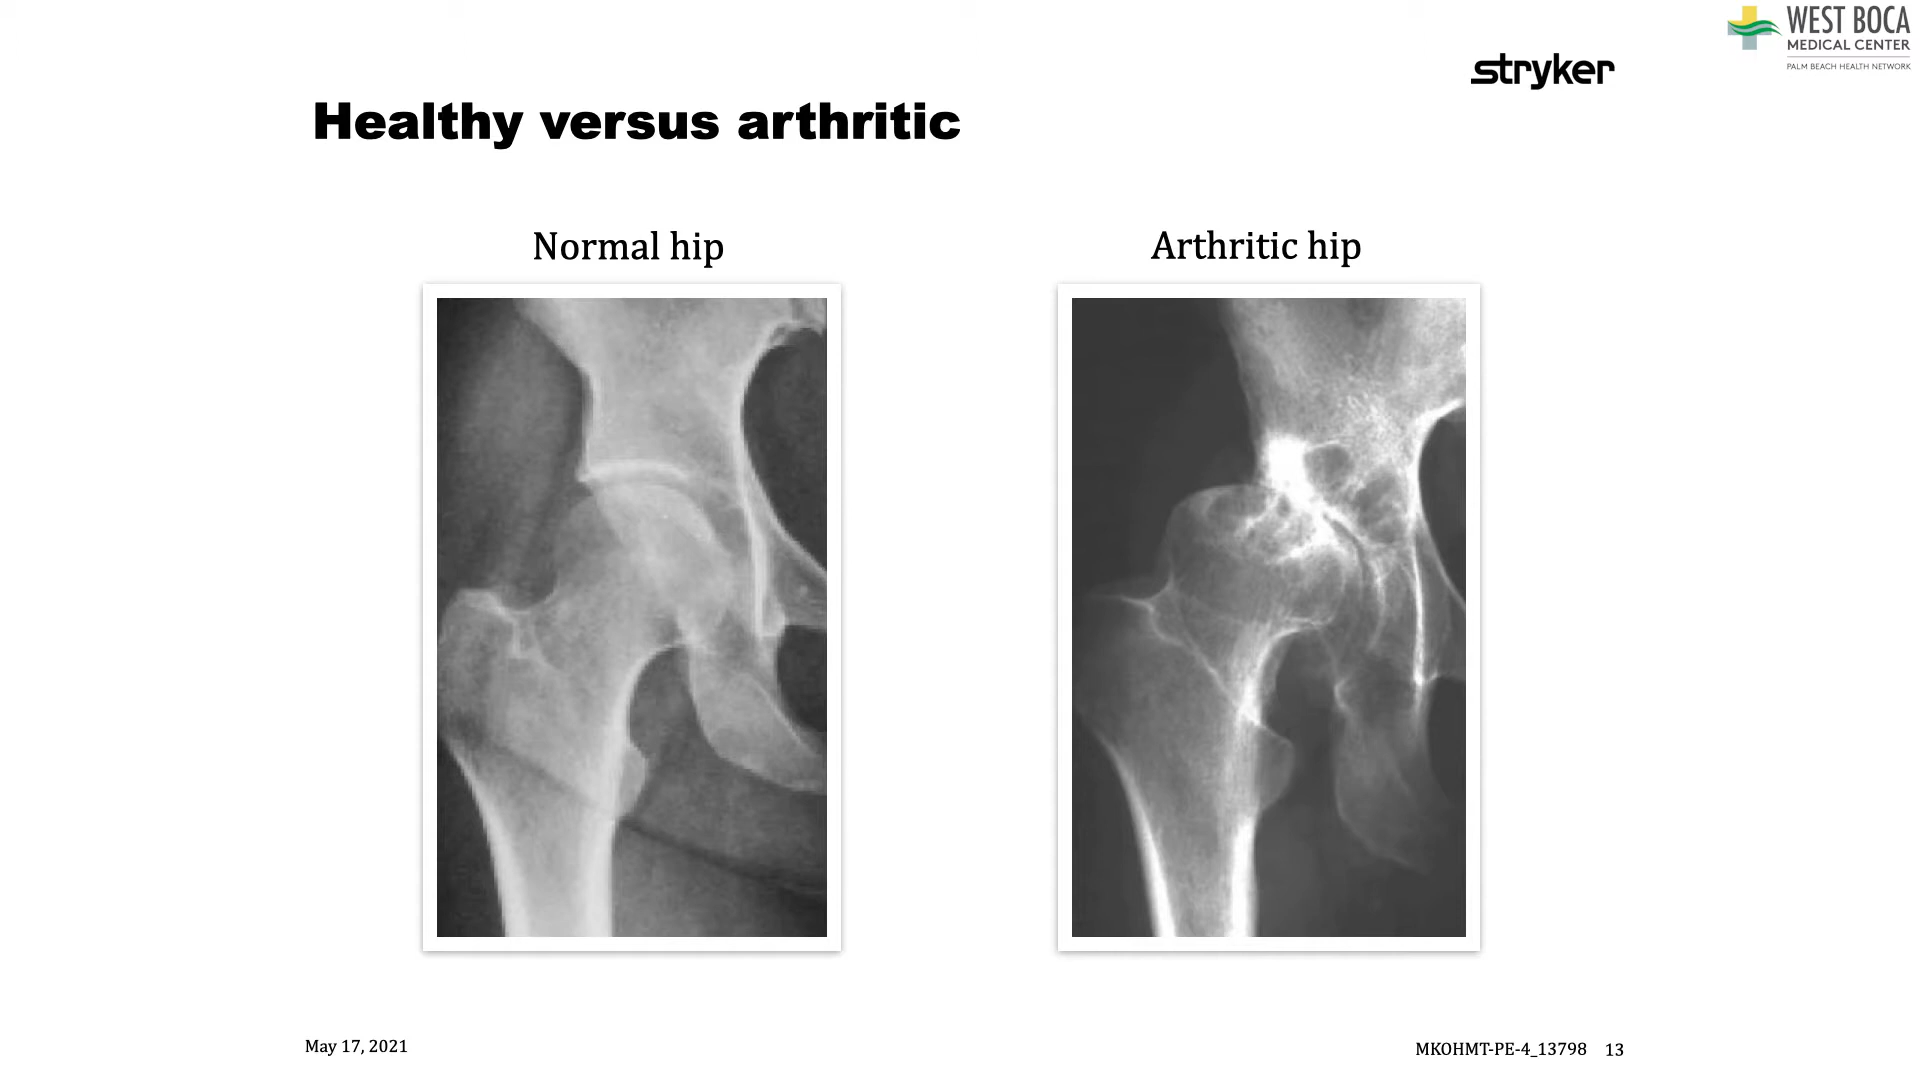 WEST BOCA
MEDICAL CENTER
PALM BEACH HEALTH NETWORK
stryker
Healthy versus arthritic
Normal hip
Arthritic hip
May 17, 2021
MKOHMT-PE-4_13798 13